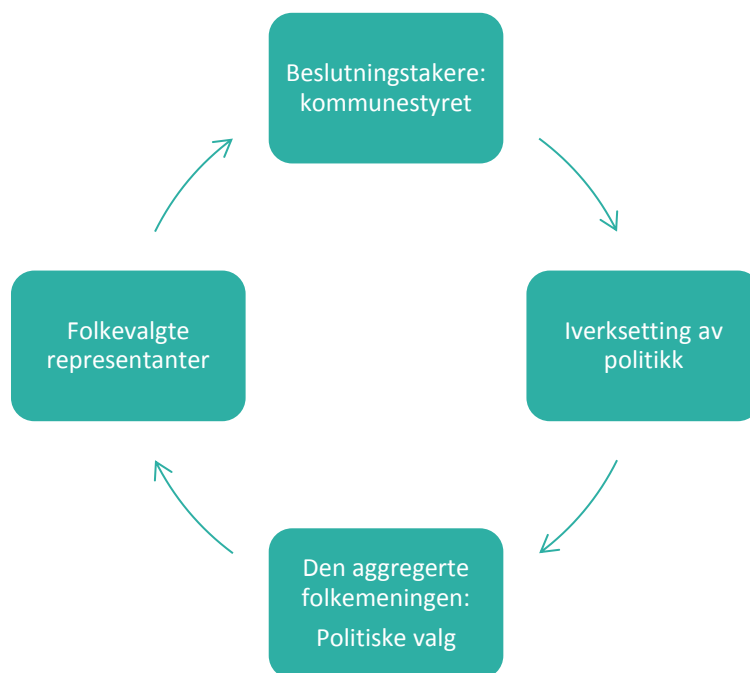 Beslutningstakere:
kommunestyret
Folkevalgte
representanter
Iverksetting av
politikk
Den aggregerte
folkemeningen:
Politiske valg